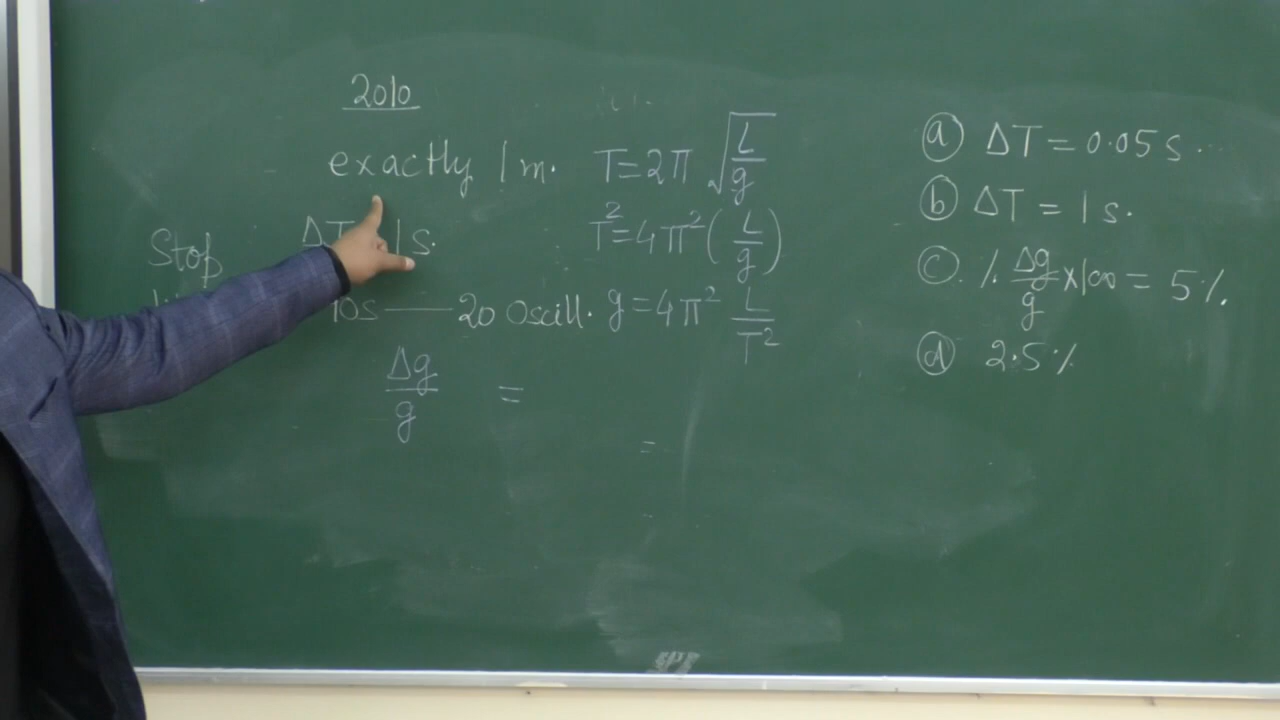 2010
exactly 1m. T=2π √(L/g)
Stop ΔT 1s. T²=4π²(L/g)
10s — 20 Oscill. g=4π² L/T²
Δg/g =
=
(a) ΔT = 0.05 s.
(b) ΔT = 1 s.
(c). % Δg/g ×100 = 5%.
(d) 2.5%